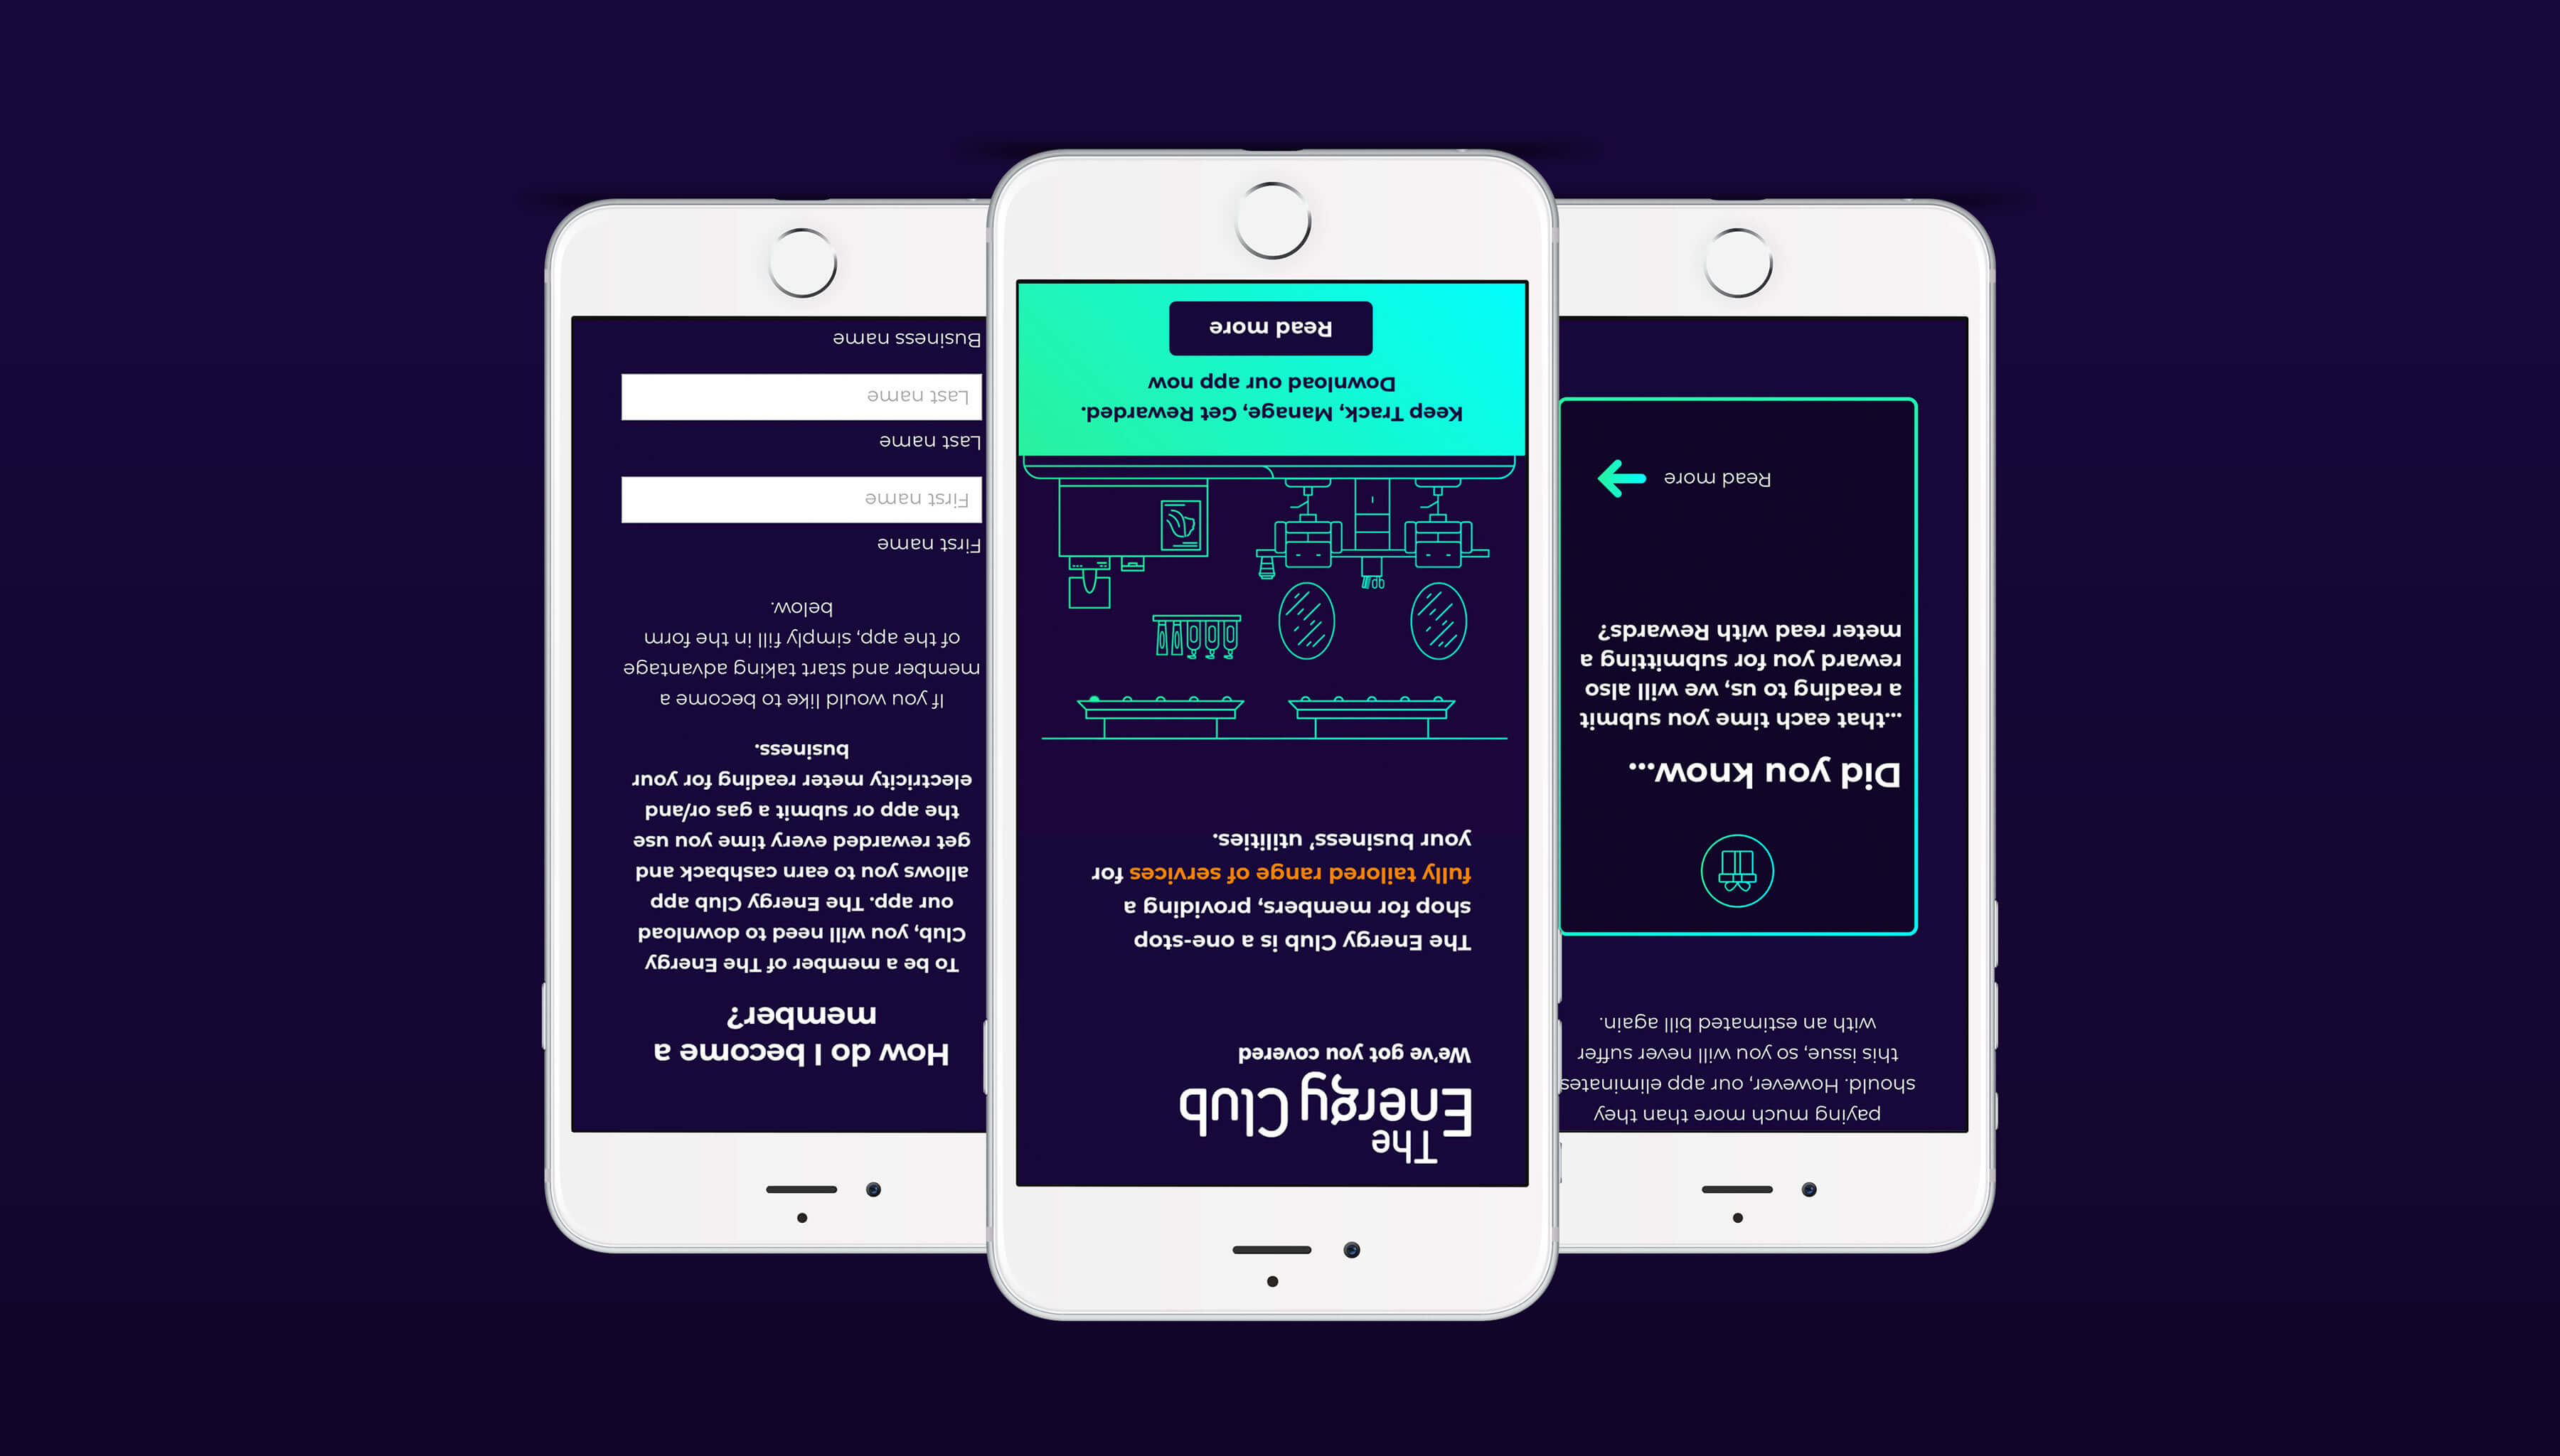 paying much more than they
should. However, our app eliminates
this issue, so you will never suffer
with an estimated bill again.
Did you know...
...that each time you submit
a reading to us, we will also
reward you for submitting a
meter read with Rewards?
Read more
The
Energy Club
We've got you covered
The Energy Club is a one-stop
shop for members, providing a
fully tailored range of services for
your business’ utilities.
Keep Track, Manage, Get Rewarded.
Download our app now
Read more
How do I become a
member?
To be a member of The Energy
Club, you will need to download
our app. The Energy Club app
allows you to earn cashback and
get rewarded every time you use
the app or submit a gas or/and
electricity meter reading for your
business.
If you would like to become a
member and start taking advantage
of the app, simply fill in the form
below.
First name
First name
Last name
Last name
Business name